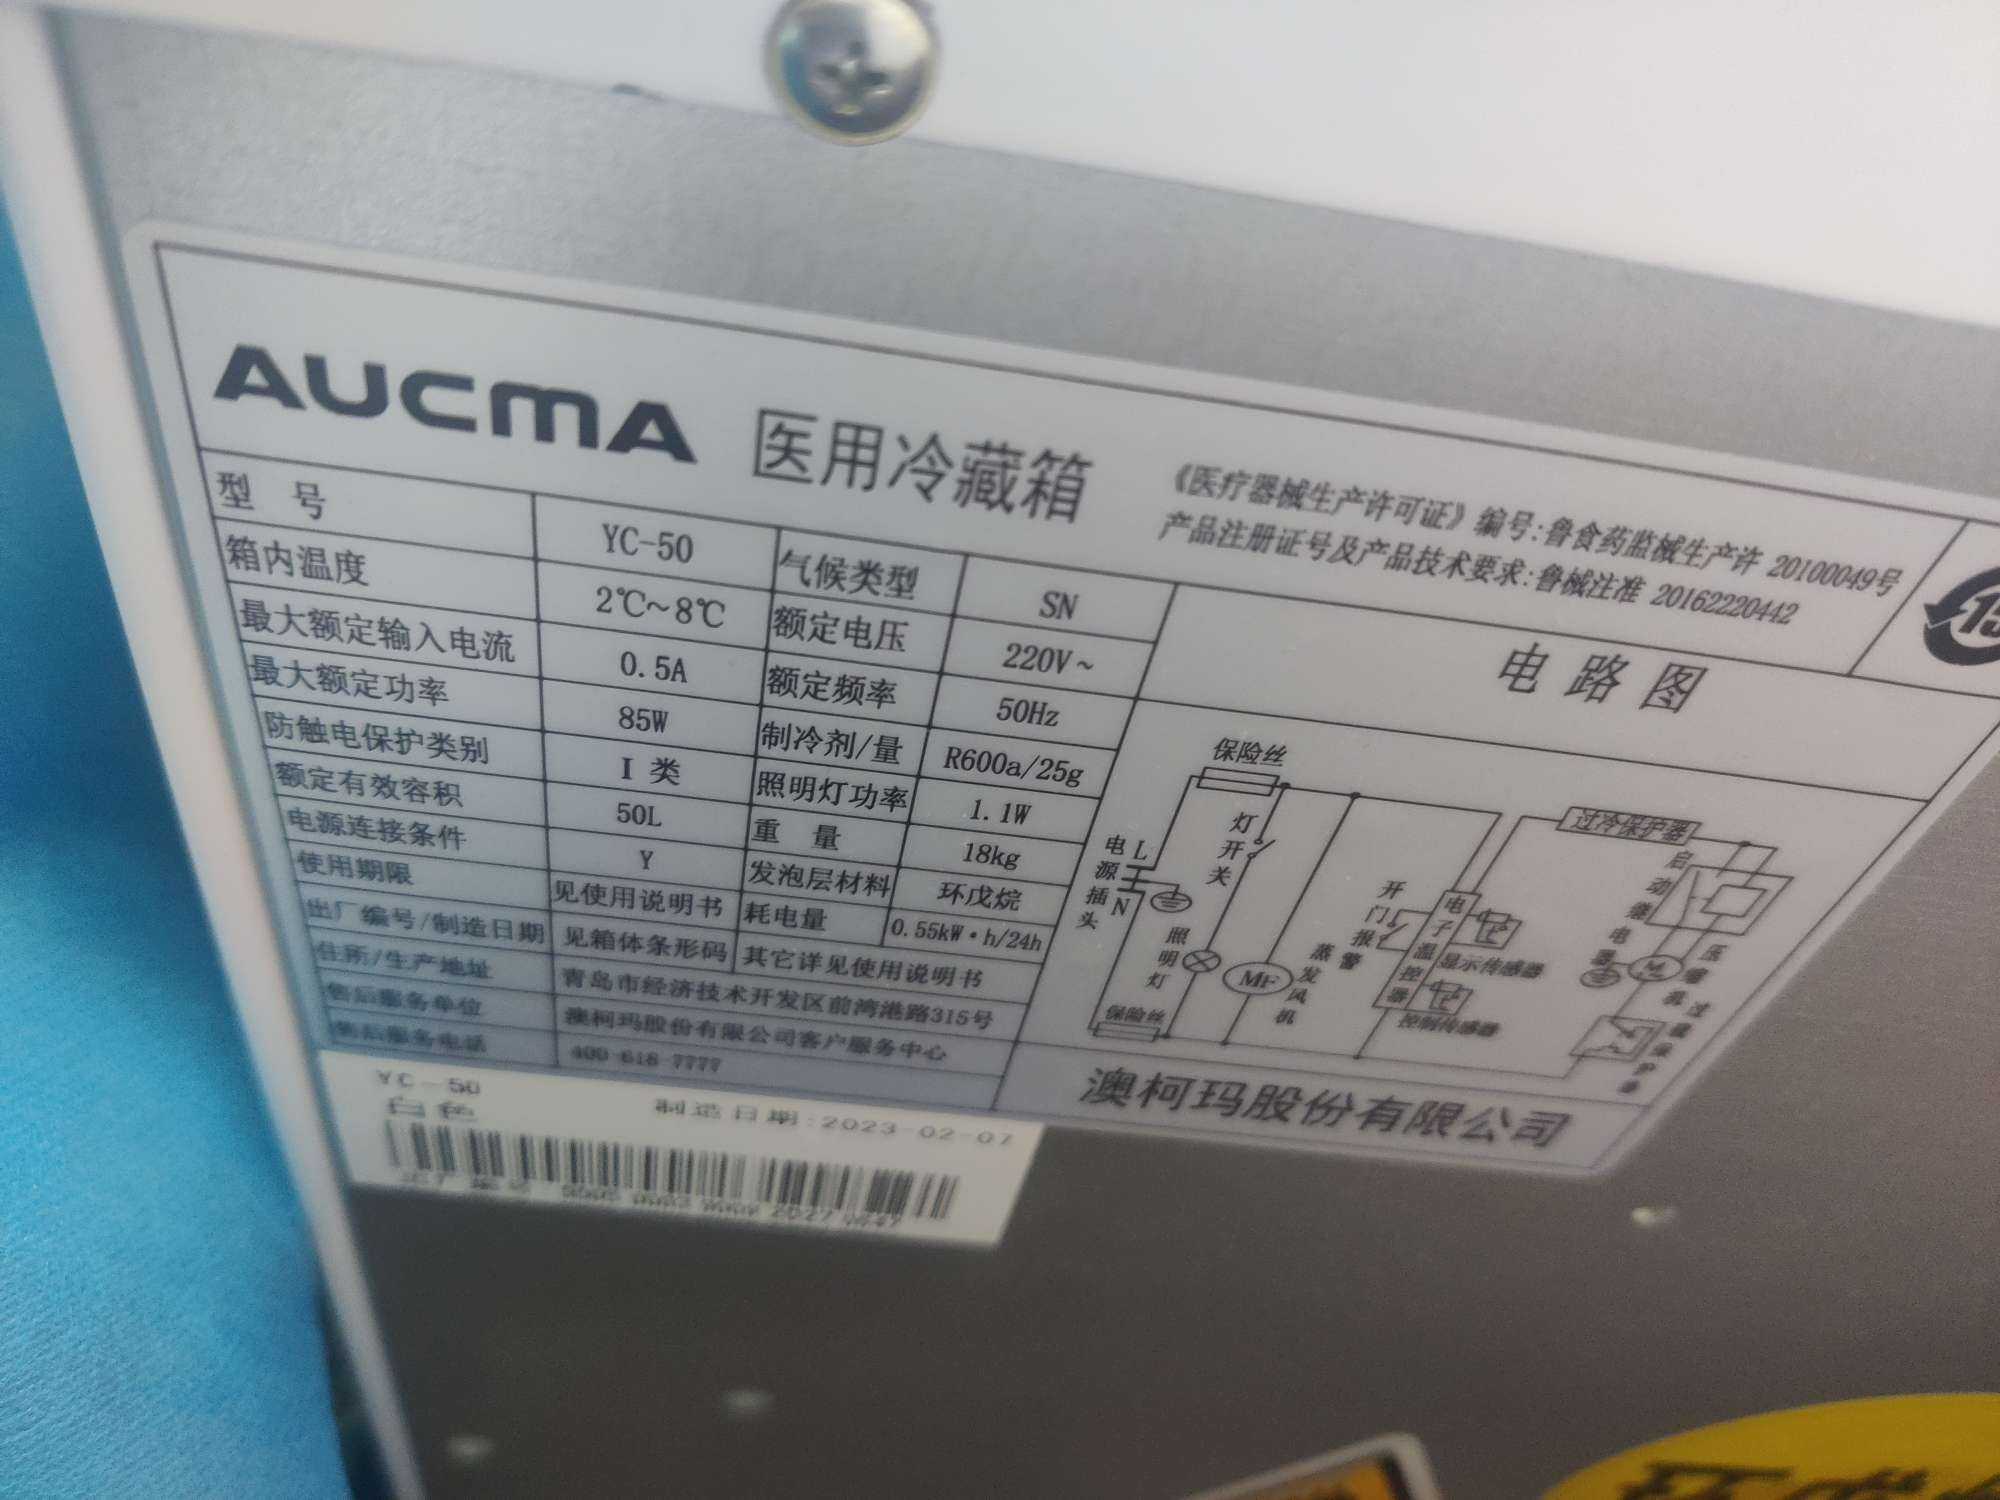 AUCMA 医用冷藏箱
《医疗器械生产许可证》编号:鲁食药监械生产许 20100049号
产品注册证号及产品技术要求:鲁械注准 20162220442
型 号 YC-50 气候类型 SN
箱内温度 2℃~8℃ 额定电压 220V~
最大额定输入电流 0.5A 额定频率 50Hz
最大额定功率 85W 制冷剂/量 R600a/25g
防触电保护类别 I 类 照明灯功率 1.1W
额定有效容积 50L 重 量 18kg
电源连接条件 Y 发泡层材料 环戊烷
使用期限 见使用说明书 耗电量 0.55kW·h/24h
出厂编号/制造日期 见箱体条形码 其它详见使用说明书
住所/生产地址 青岛市经济技术开发区前湾港路315号
售后服务单位 澳柯玛股份有限公司客户服务中心
售后服务电话 400-618-7777
电路图
保险丝
灯开关
电源插头
L
N
照明灯
保险丝
MF
蒸发风机
开门报警
电子温控器
显示传感器
控制传感器
过冷保护器
启动继电器
M
压缩机
过载保护器
澳柯玛股份有限公司
YC-50
白色
制造日期:2023-02-07